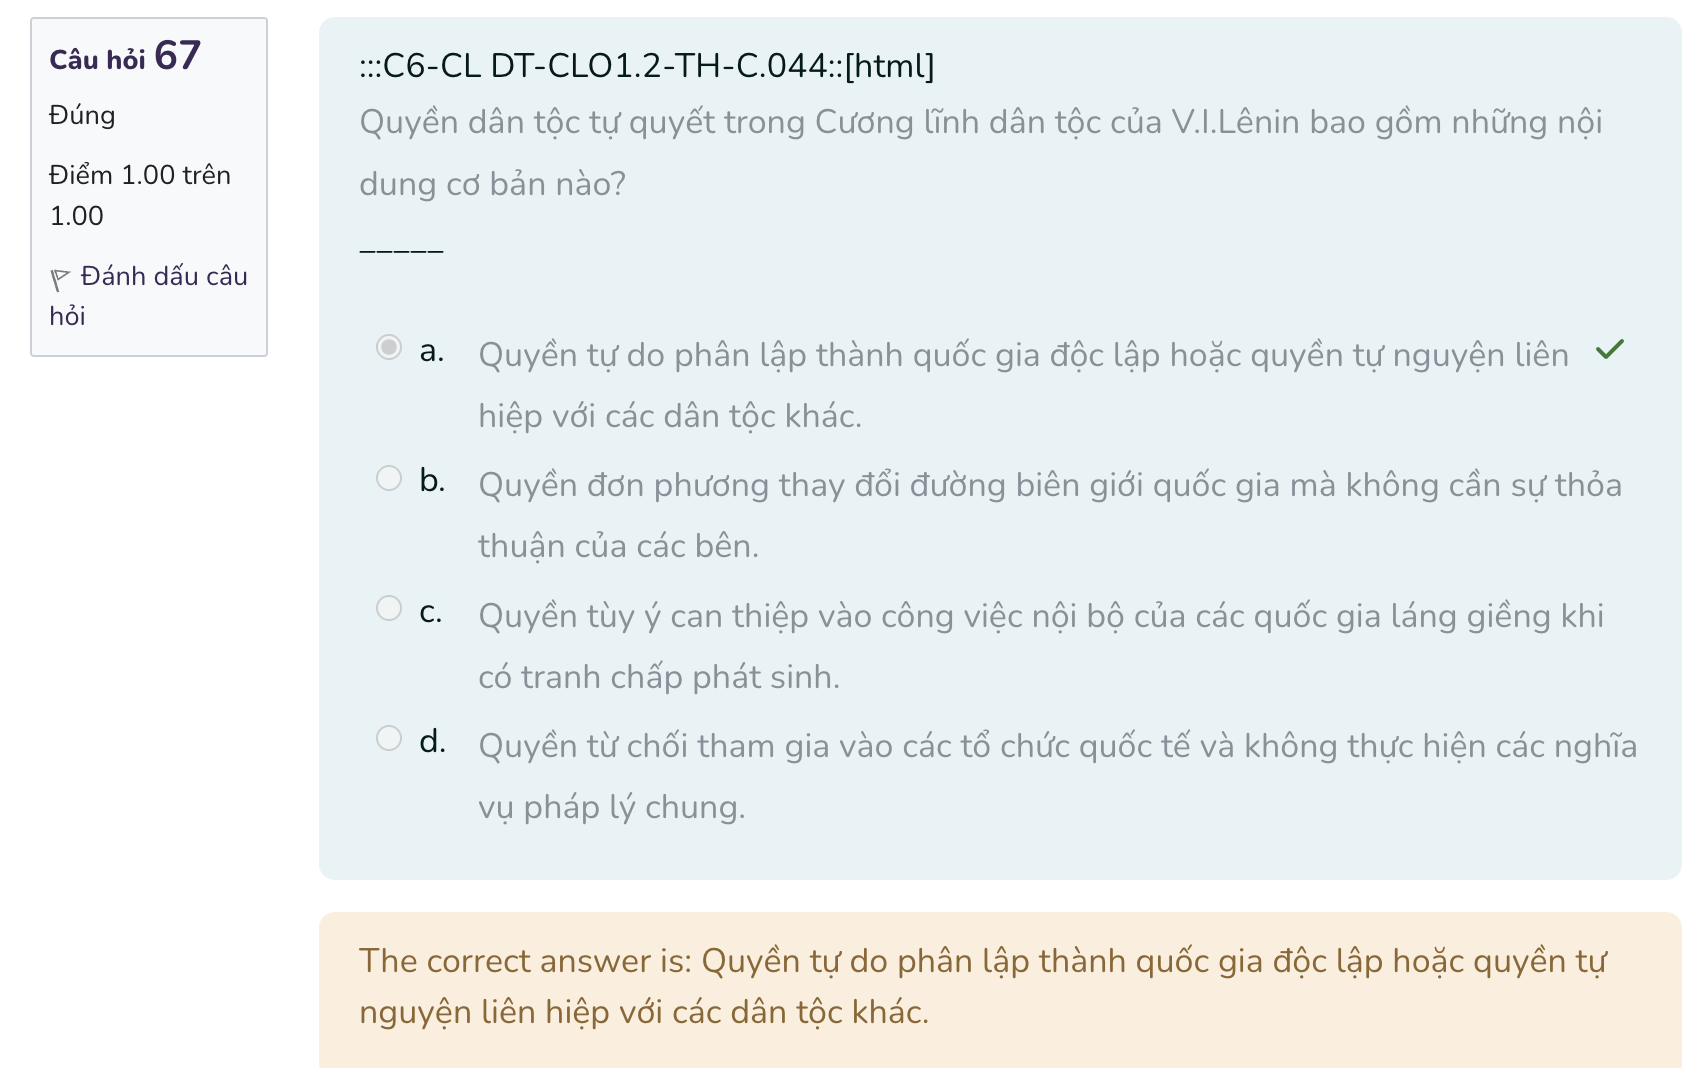 Câu hỏi 67
Đúng
Điểm 1.00 trên
1.00
Đánh dấu câu
hỏi
:::C6-CL DT-CLO1.2-TH-C.044::[html]
Quyền dân tộc tự quyết trong Cương lĩnh dân tộc của V.I.Lênin bao gồm những nội
dung cơ bản nào?
_____
a. Quyền tự do phân lập thành quốc gia độc lập hoặc quyền tự nguyện liên
hiệp với các dân tộc khác.
b. Quyền đơn phương thay đổi đường biên giới quốc gia mà không cần sự thỏa
thuận của các bên.
c. Quyền tùy ý can thiệp vào công việc nội bộ của các quốc gia láng giềng khi
có tranh chấp phát sinh.
d. Quyền từ chối tham gia vào các tổ chức quốc tế và không thực hiện các nghĩa
vụ pháp lý chung.
The correct answer is: Quyền tự do phân lập thành quốc gia độc lập hoặc quyền tự
nguyện liên hiệp với các dân tộc khác.